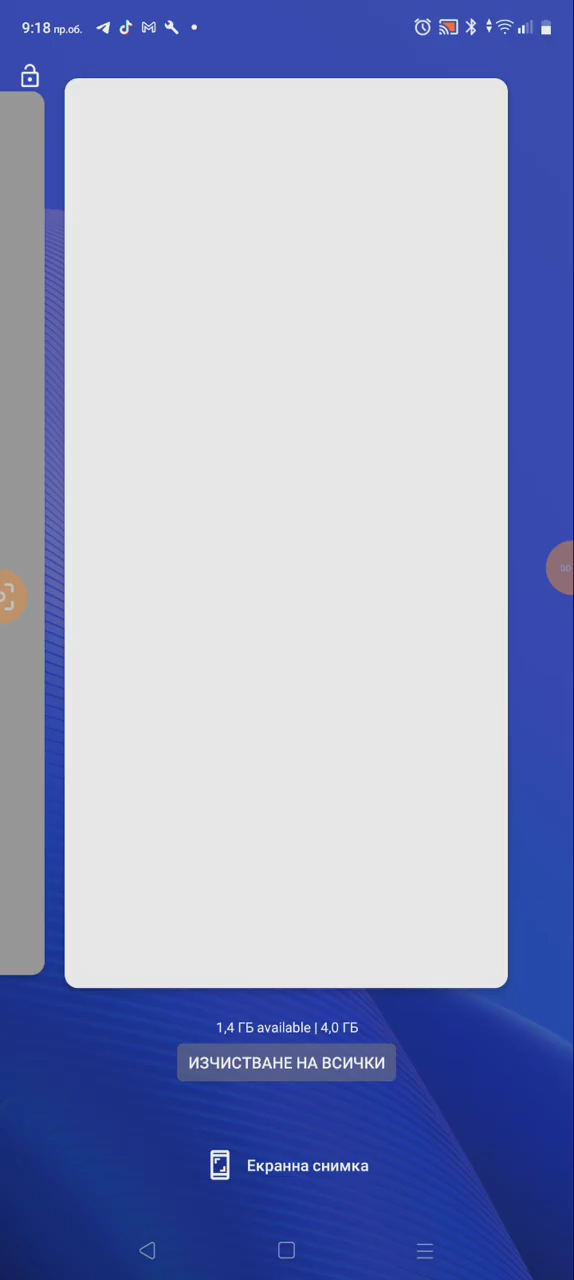 9:18 пр.об.
1,4 ГБ available | 4,0 ГБ
ИЗЧИСТВАНЕ НА ВСИЧКИ
Екранна снимка